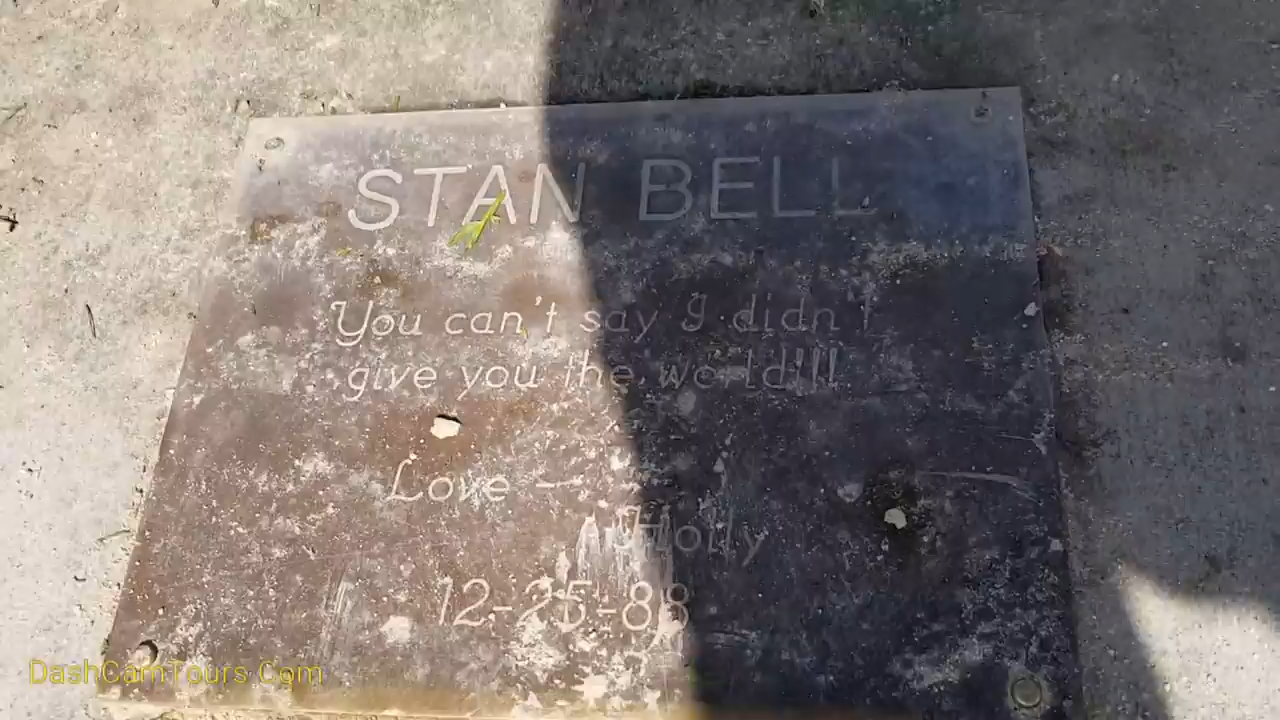 STAN BELL
You can't say I didn't
give you the world!!!
Love -
Holly
12-25-88
DashCamTours.Com